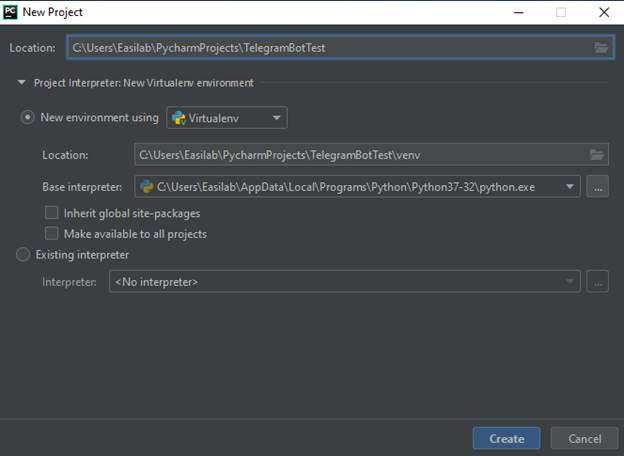 PC New Project
Location: C:\Users\Easilab\PycharmProjects\TelegramBotTest
Project Interpreter: New Virtualenv environment
New environment using Virtualenv
Location: C:\Users\Easilab\PycharmProjects\TelegramBotTest\venv
Base interpreter: C:\Users\Easilab\AppData\Local\Programs\Python\Python37-32\python.exe ...
Inherit global site-packages
Make available to all projects
Existing interpreter
Interpreter: <No interpreter> ...
Create Cancel